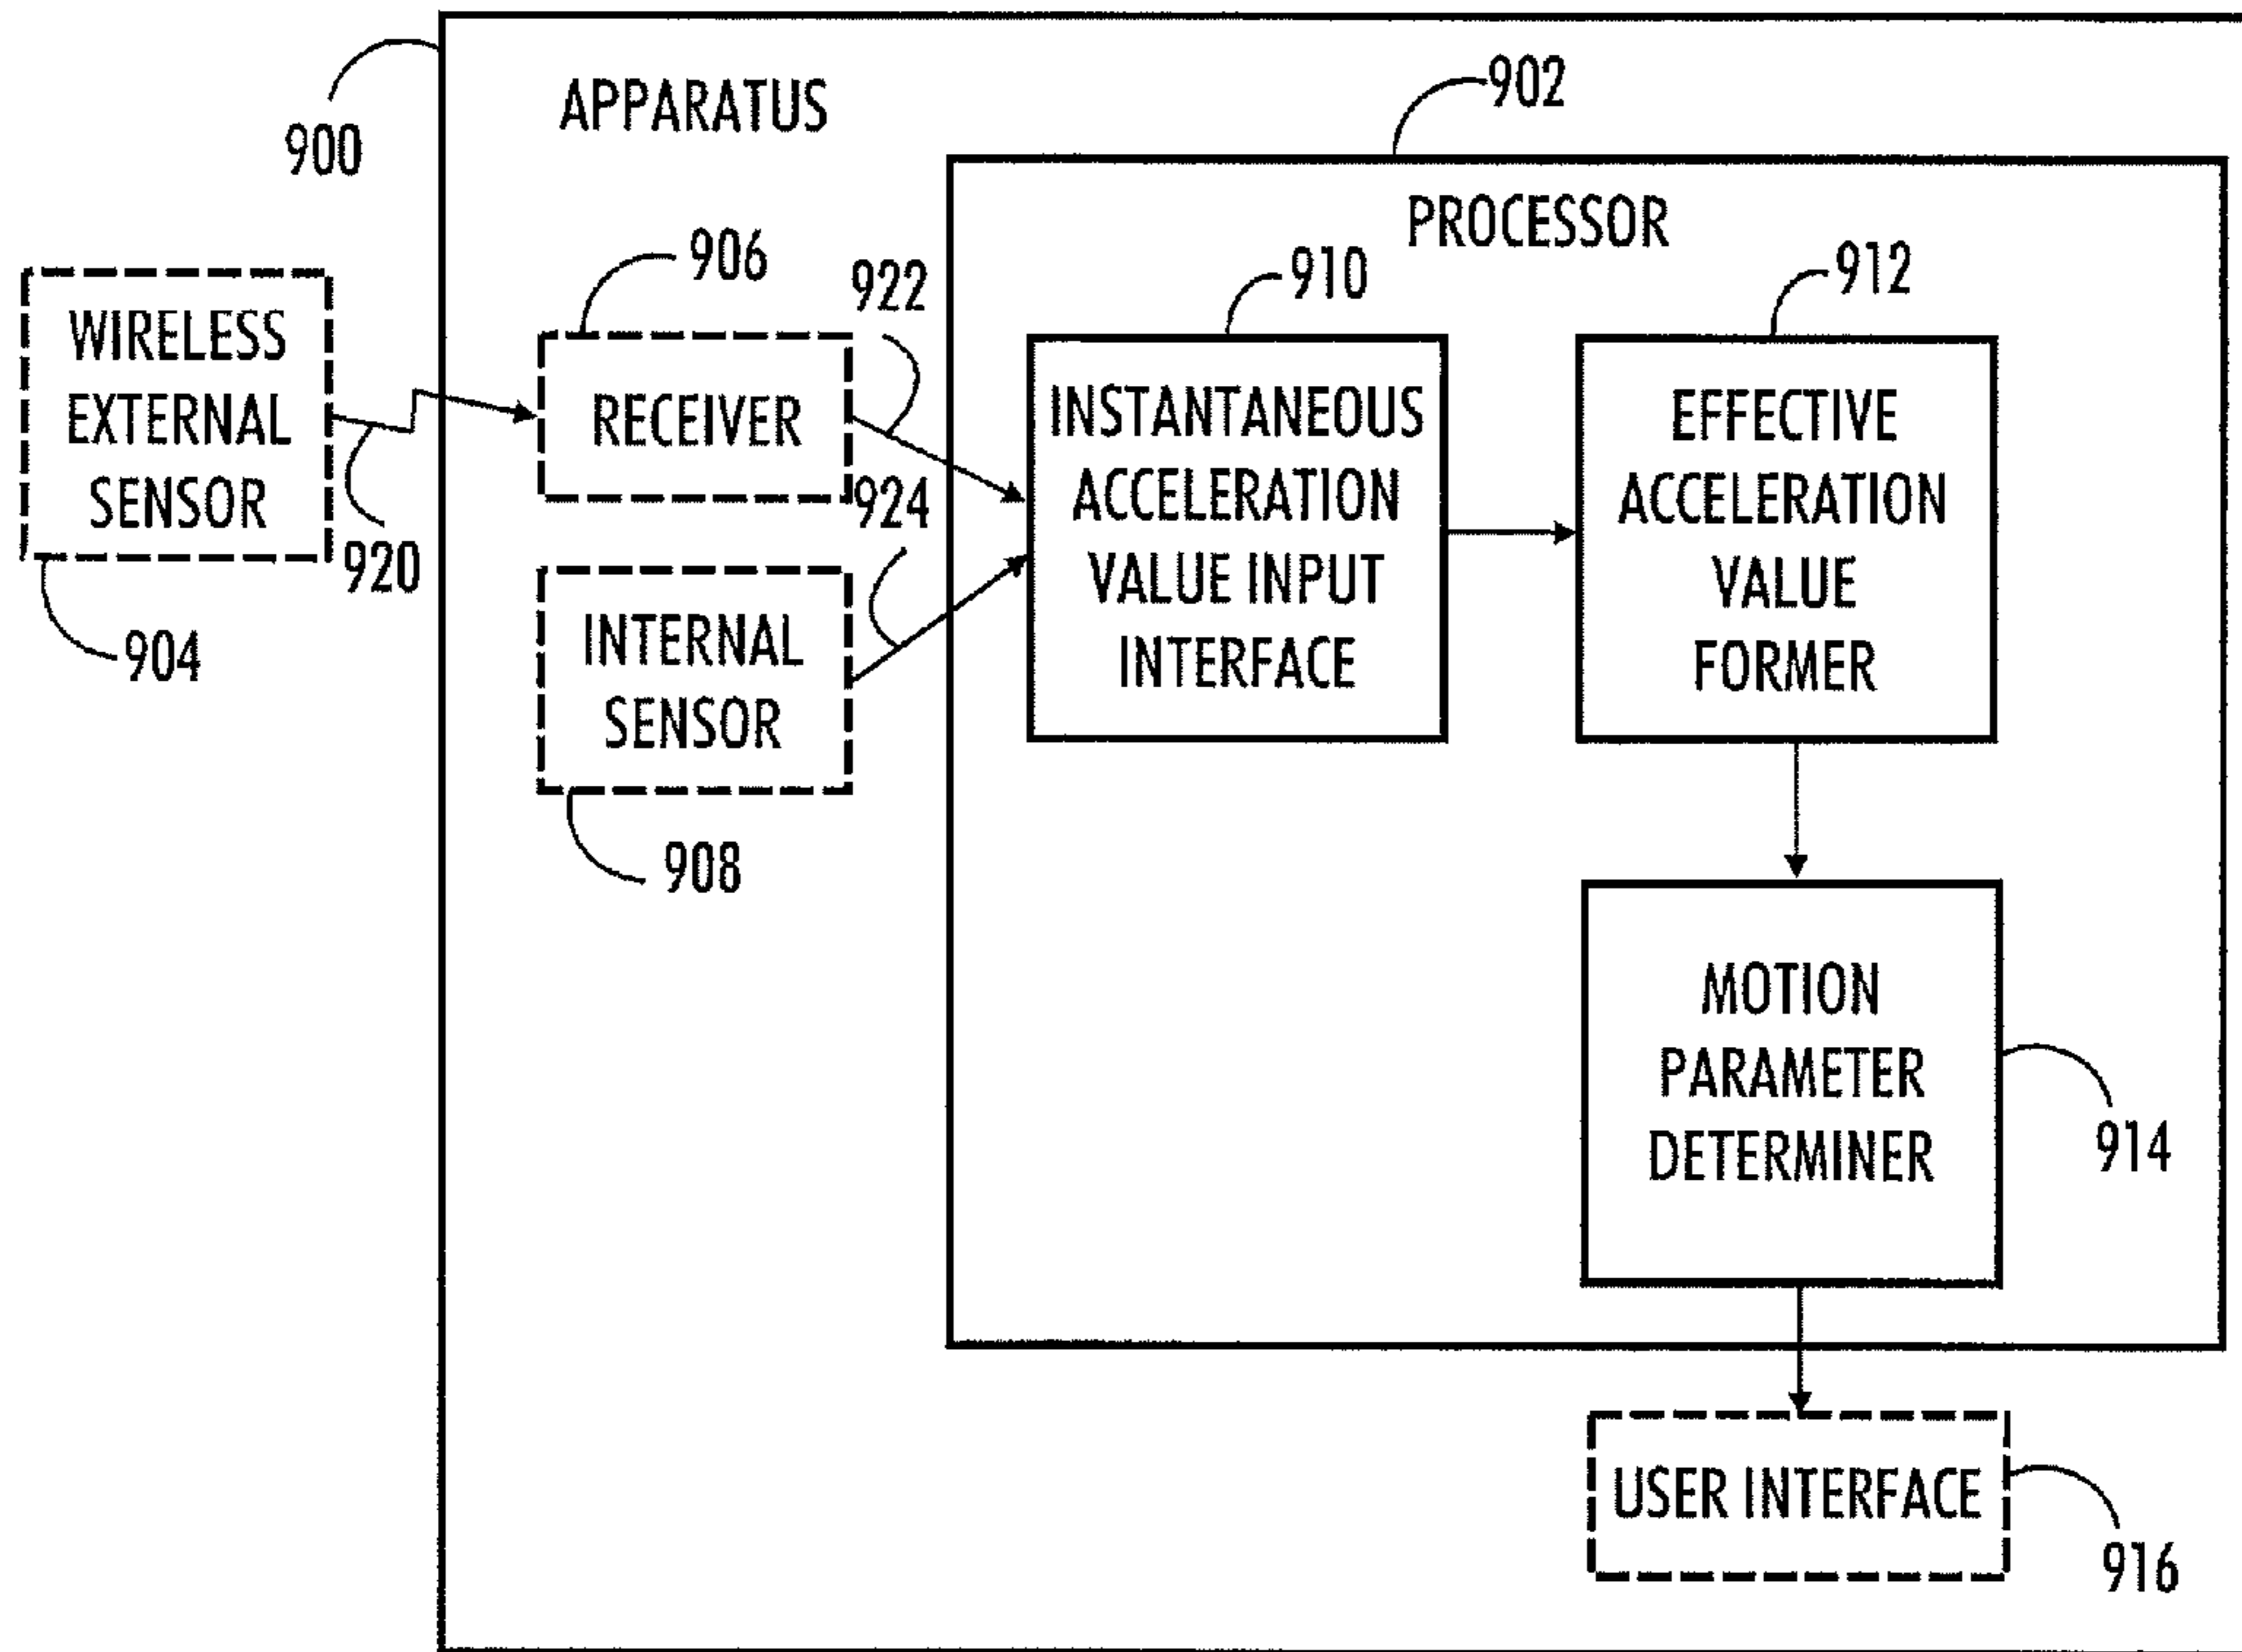 APPARATUS
900
902
PROCESSOR
906
922
910
912
WIRELESS
EXTERNAL
SENSOR
904
920
RECEIVER
924
INTERNAL
SENSOR
908
INSTANTANEOUS
ACCELERATION
VALUE INPUT
INTERFACE
EFFECTIVE
ACCELERATION
VALUE
FORMER
MOTION
PARAMETER
DETERMINER
914
USER INTERFACE
916